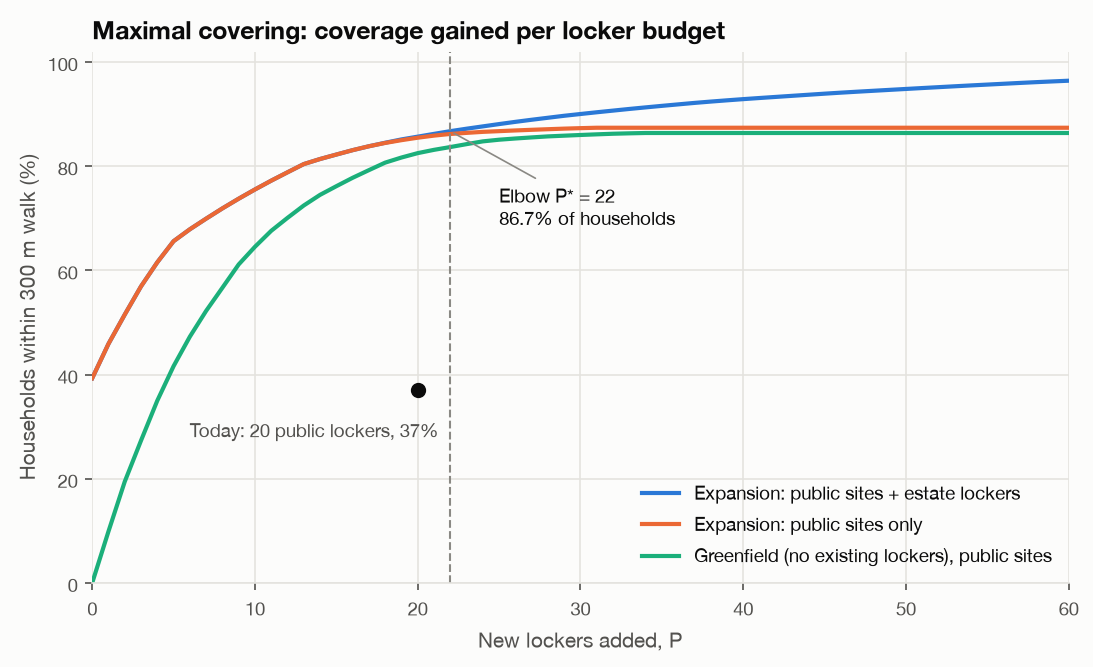 Maximal covering: coverage gained per locker budget
Households within 300 m walk (%)
100
80
60
40
20
0
Elbow P* = 22
86.7% of households
Today: 20 public lockers, 37%
Expansion: public sites + estate lockers
Expansion: public sites only
Greenfield (no existing lockers), public sites
0 10 20 30 40 50 60
New lockers added, P